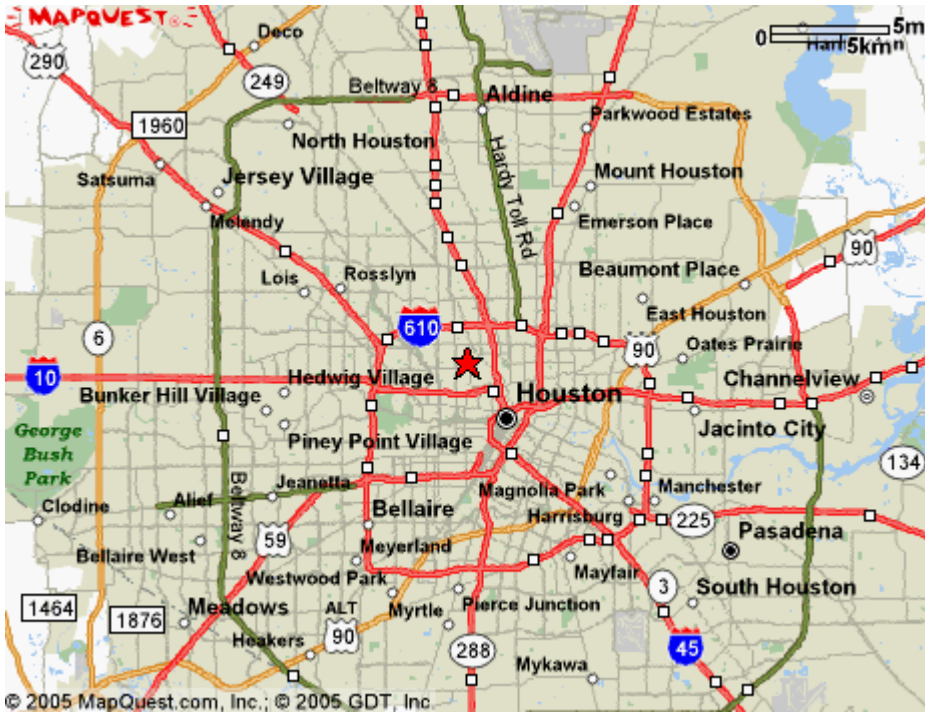 MAPQUEST
0 5m
5km
Deco
290
249
Beltway 8
Aldine
1960
Parkwood Estates
North Houston
Hardy Toll Rd
Satsuma
Jersey Village
Mount Houston
Melendy
Emerson Place
90
Lois
Rosslyn
Beaumont Place
East Houston
6
610
90
Oates Prairie
10
Hedwig Village
Channelview
Bunker Hill Village
Houston
George
Bush
Park
Piney Point Village
Jacinto City
134
Beltway 8
Jeanetta
Magnolia Park
Manchester
Clodine
Alief
Bellaire
Harrisburg
225
59
Pasadena
Bellaire West
Meyerland
Westwood Park
Mayfair
3
South Houston
1464
1876
Meadows
ALT
90
Myrtle
Pierce Junction
Heakers
288
45
Mykawa
© 2005 MapQuest.com, Inc.; © 2005 GDT, Inc.